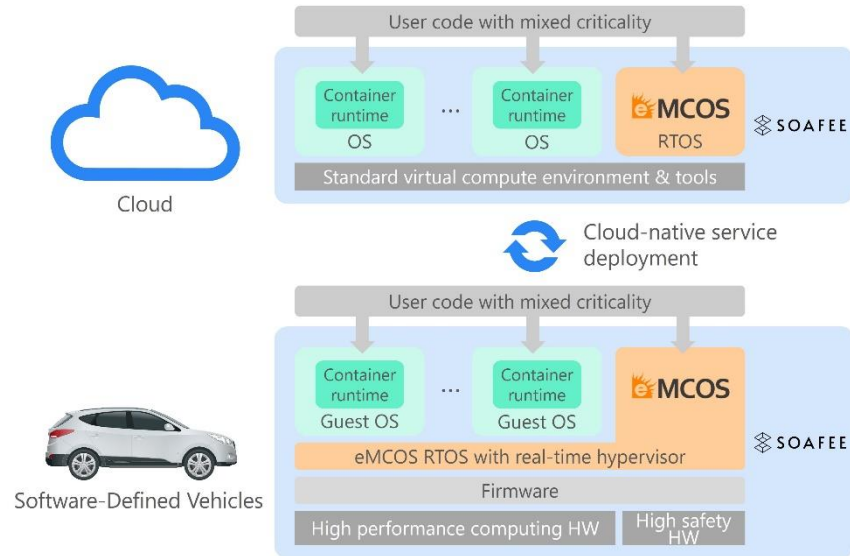 User code with mixed criticality
Container
runtime
OS
...
Container
runtime
OS
eMCOS
RTOS
SOAFEE
Standard virtual compute environment & tools
Cloud
Cloud-native service
deployment
User code with mixed criticality
Container
runtime
Guest OS
...
Container
runtime
Guest OS
eMCOS
eMCOS RTOS with real-time hypervisor
SOAFEE
Firmware
Software-Defined Vehicles
High performance computing HW
High safety
HW